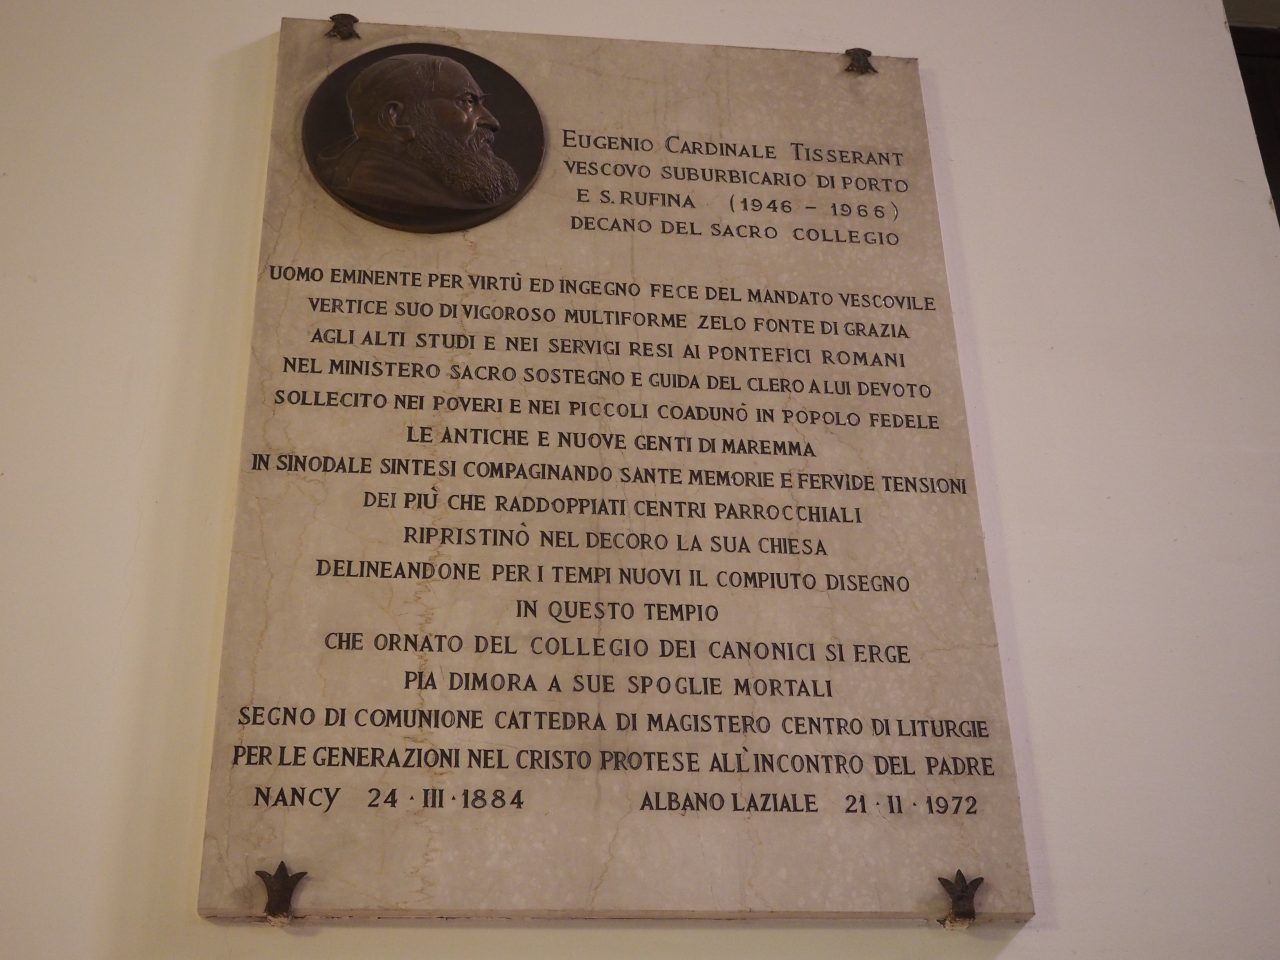 EUGENIO CARDINALE TISSERANT
VESCOVO SUBURBICARIO DI PORTO
E S. RUFINA (1946 – 1966)
DECANO DEL SACRO COLLEGIO
UOMO EMINENTE PER VIRTÙ ED INGEGNO FECE DEL MANDATO VESCOVILE
VERTICE SUO DI VIGOROSO MULTIFORME ZELO FONTE DI GRAZIA
AGLI ALTI STUDI E NEI SERVIGI RESI AI PONTEFICI ROMANI
NEL MINISTERO SACRO SOSTEGNO E GUIDA DEL CLERO A LUI DEVOTO
SOLLECITO NEI POVERI E NEI PICCOLI COADUNÒ IN POPOLO FEDELE
LE ANTICHE E NUOVE GENTI DI MAREMMA
IN SINODALE SINTESI COMPAGINANDO SANTE MEMORIE E FERVIDE TENSIONI
DEI PIÙ CHE RADDOPPIATI CENTRI PARROCCHIALI
RIPRISTINÒ NEL DECORO LA SUA CHIESA
DELINEANDONE PER I TEMPI NUOVI IL COMPIUTO DISEGNO
IN QUESTO TEMPIO
CHE ORNATO DEL COLLEGIO DEI CANONICI SI ERGE
PIA DIMORA A SUE SPOGLIE MORTALI
SEGNO DI COMUNIONE CATTEDRA DI MAGISTERO CENTRO DI LITURGIE
PER LE GENERAZIONI NEL CRISTO PROTESE ALL'INCONTRO DEL PADRE
NANCY 24 · III · 1884 ALBANO LAZIALE 21 · II · 1972